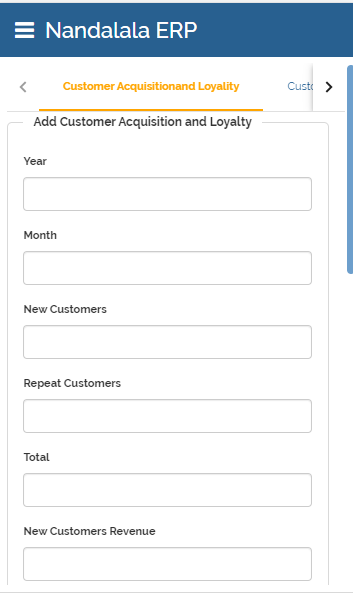 Nandalala ERP
Customer Acquisitionand Loyality
Add Customer Acquisition and Loyalty
Year
Month
New Customers
Repeat Customers
Total
New Customers Revenue